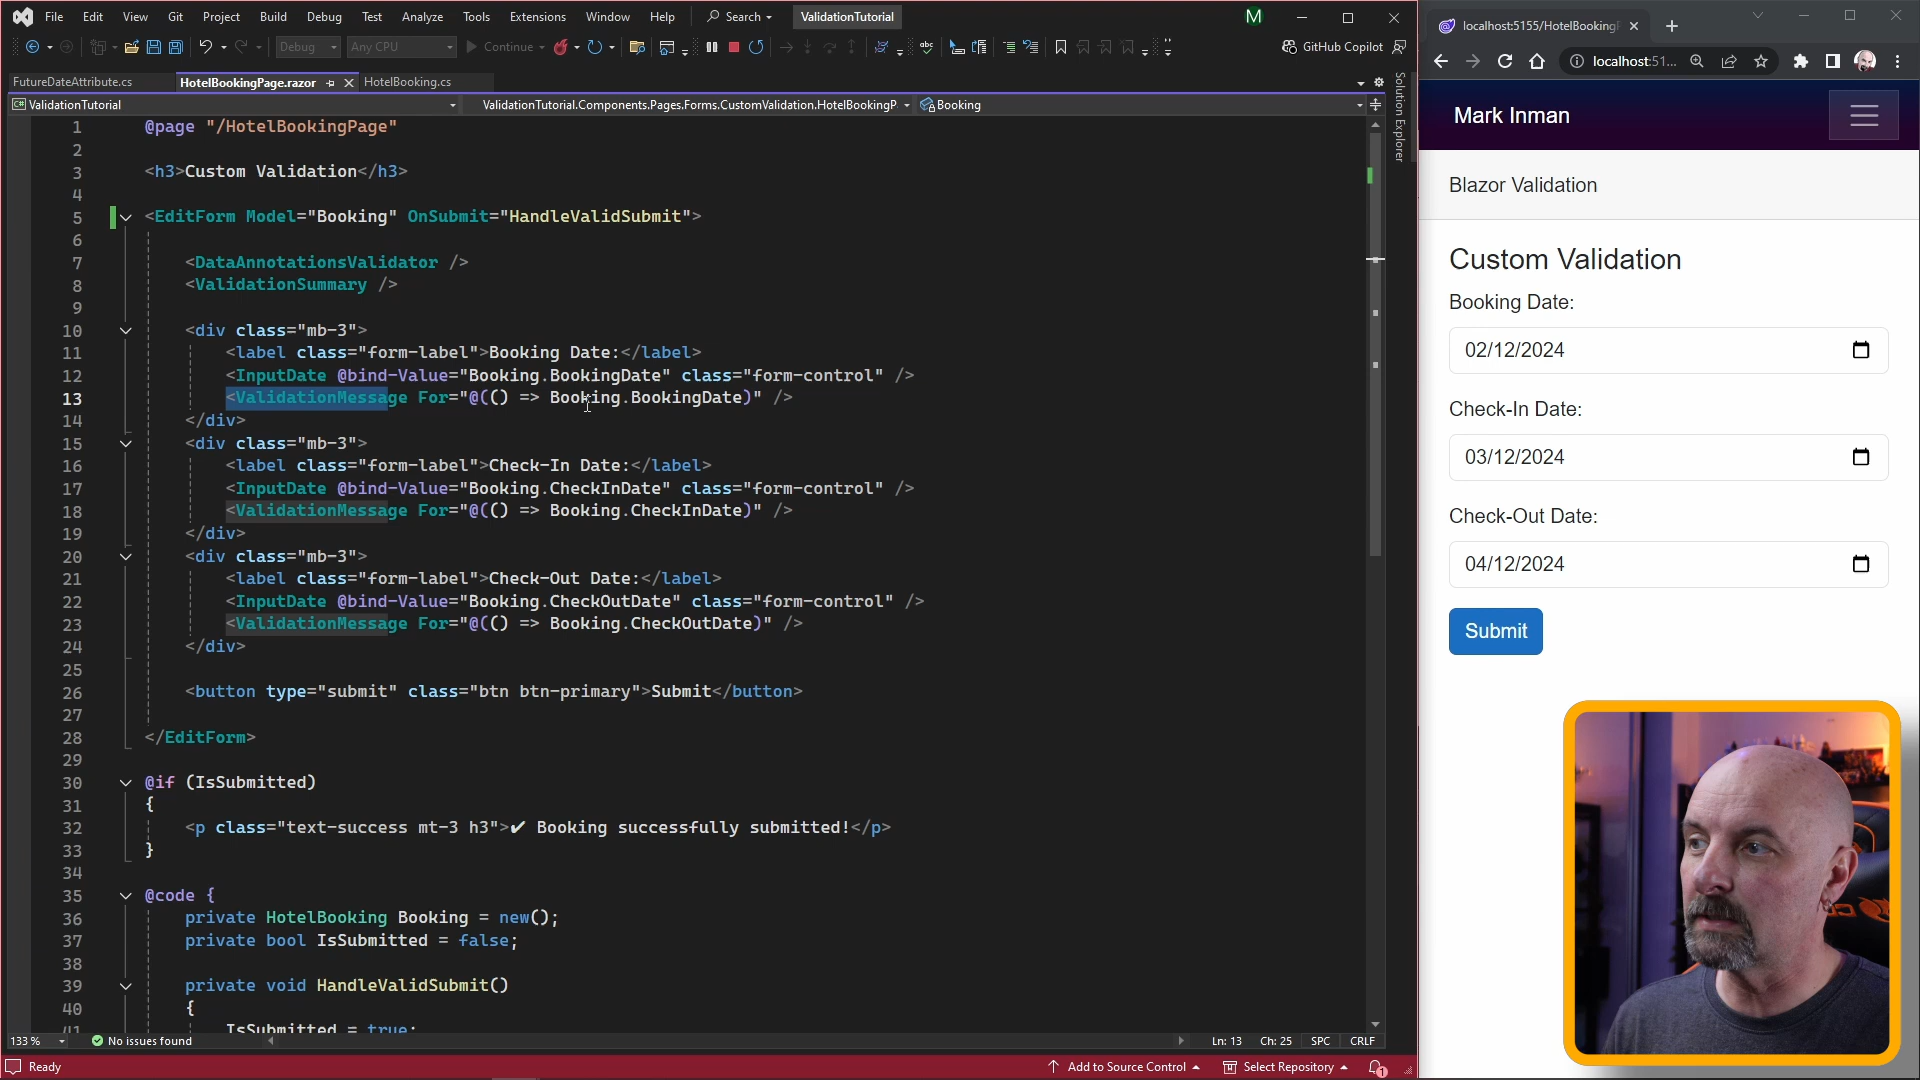 File Edit View Git Project Build Debug Test Analyze Tools Extensions Window Help Search ValidationTutorial M
Debug Any CPU Continue GitHub Copilot
FutureDateAttribute.cs HotelBookingPage.razor HotelBooking.cs
ValidationTutorial ValidationTutorial.Components.Pages.Forms.CustomValidation.HotelBookingP Booking
Solution Explorer
1 @page "/HotelBookingPage"
2
3 <h3>Custom Validation</h3>
4
5 <EditForm Model="Booking" OnSubmit="HandleValidSubmit">
6
7 <DataAnnotationsValidator />
8 <ValidationSummary />
9
10 <div class="mb-3">
11 <label class="form-label">Booking Date:</label>
12 <InputDate @bind-Value="Booking.BookingDate" class="form-control" />
13 <ValidationMessage For="@(() => Booking.BookingDate)" />
14 </div>
15 <div class="mb-3">
16 <label class="form-label">Check-In Date:</label>
17 <InputDate @bind-Value="Booking.CheckInDate" class="form-control" />
18 <ValidationMessage For="@(() => Booking.CheckInDate)" />
19 </div>
20 <div class="mb-3">
21 <label class="form-label">Check-Out Date:</label>
22 <InputDate @bind-Value="Booking.CheckOutDate" class="form-control" />
23 <ValidationMessage For="@(() => Booking.CheckOutDate)" />
24 </div>
25
26 <button type="submit" class="btn btn-primary">Submit</button>
27
28 </EditForm>
29
30 @if (IsSubmitted)
31 {
32 <p class="text-success mt-3 h3">✔ Booking successfully submitted!</p>
33 }
34
35 @code {
36 private HotelBooking Booking = new();
37 private bool IsSubmitted = false;
38
39 private void HandleValidSubmit()
40 {
41 IsSubmitted = true;
133 % No issues found Ln: 13 Ch: 25 SPC CRLF
Ready Add to Source Control Select Repository 1
localhost:5155/HotelBooking
localhost:51...
Mark Inman
Blazor Validation
Custom Validation
Booking Date:
02/12/2024
Check-In Date:
03/12/2024
Check-Out Date:
04/12/2024
Submit